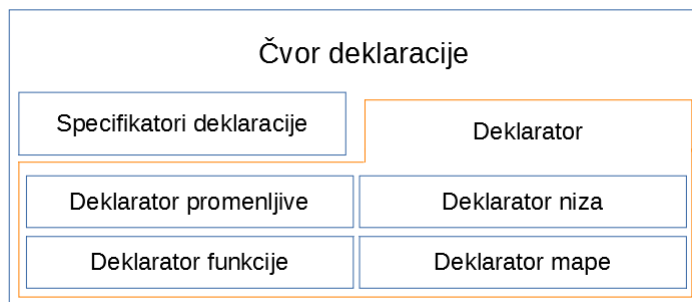 Čvor deklaracije
Specifikatori deklaracije
Deklarator
Deklarator promenljive
Deklarator niza
Deklarator funkcije
Deklarator mape